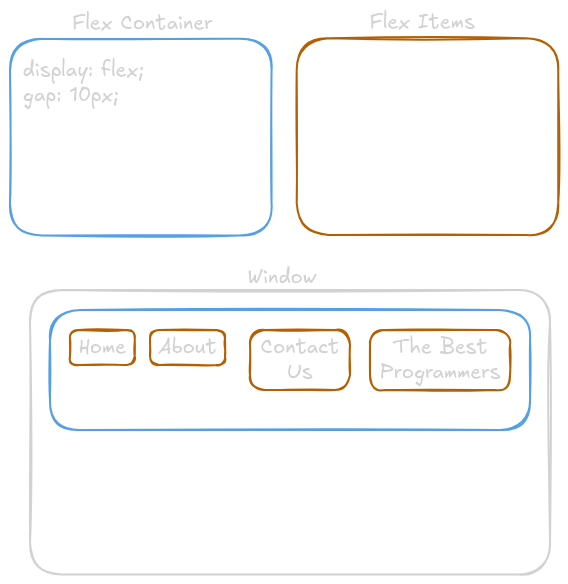 Flex Container
Flex Items
display: flex;
gap: 10px;
Window
Home
About
Contact
Us
The Best
Programmers